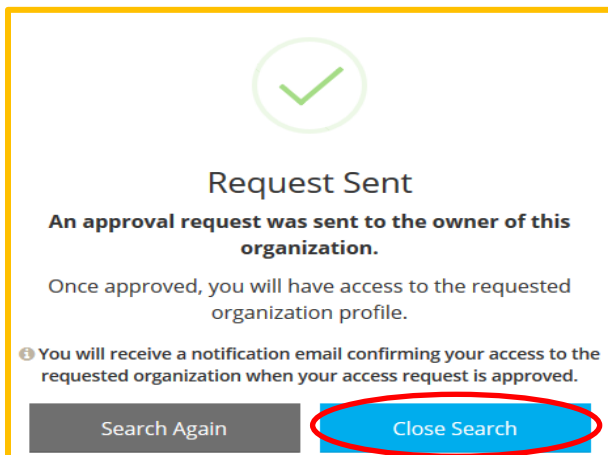 Request Sent
An approval request was sent to the owner of this
organization.
Once approved, you will have access to the requested
organization profile.
You will receive a notification email confirming your access to the
requested organization when your access request is approved.
Search Again
Close Search